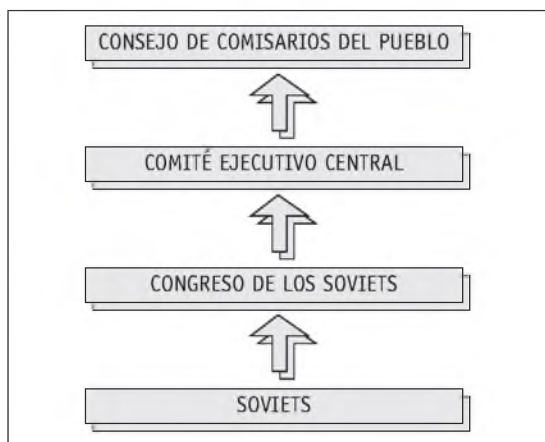 CONSEJO DE COMISARIOS DEL PUEBLO
COMITÉ EJECUTIVO CENTRAL
CONGRESO DE LOS SOVIETS
SOVIETS